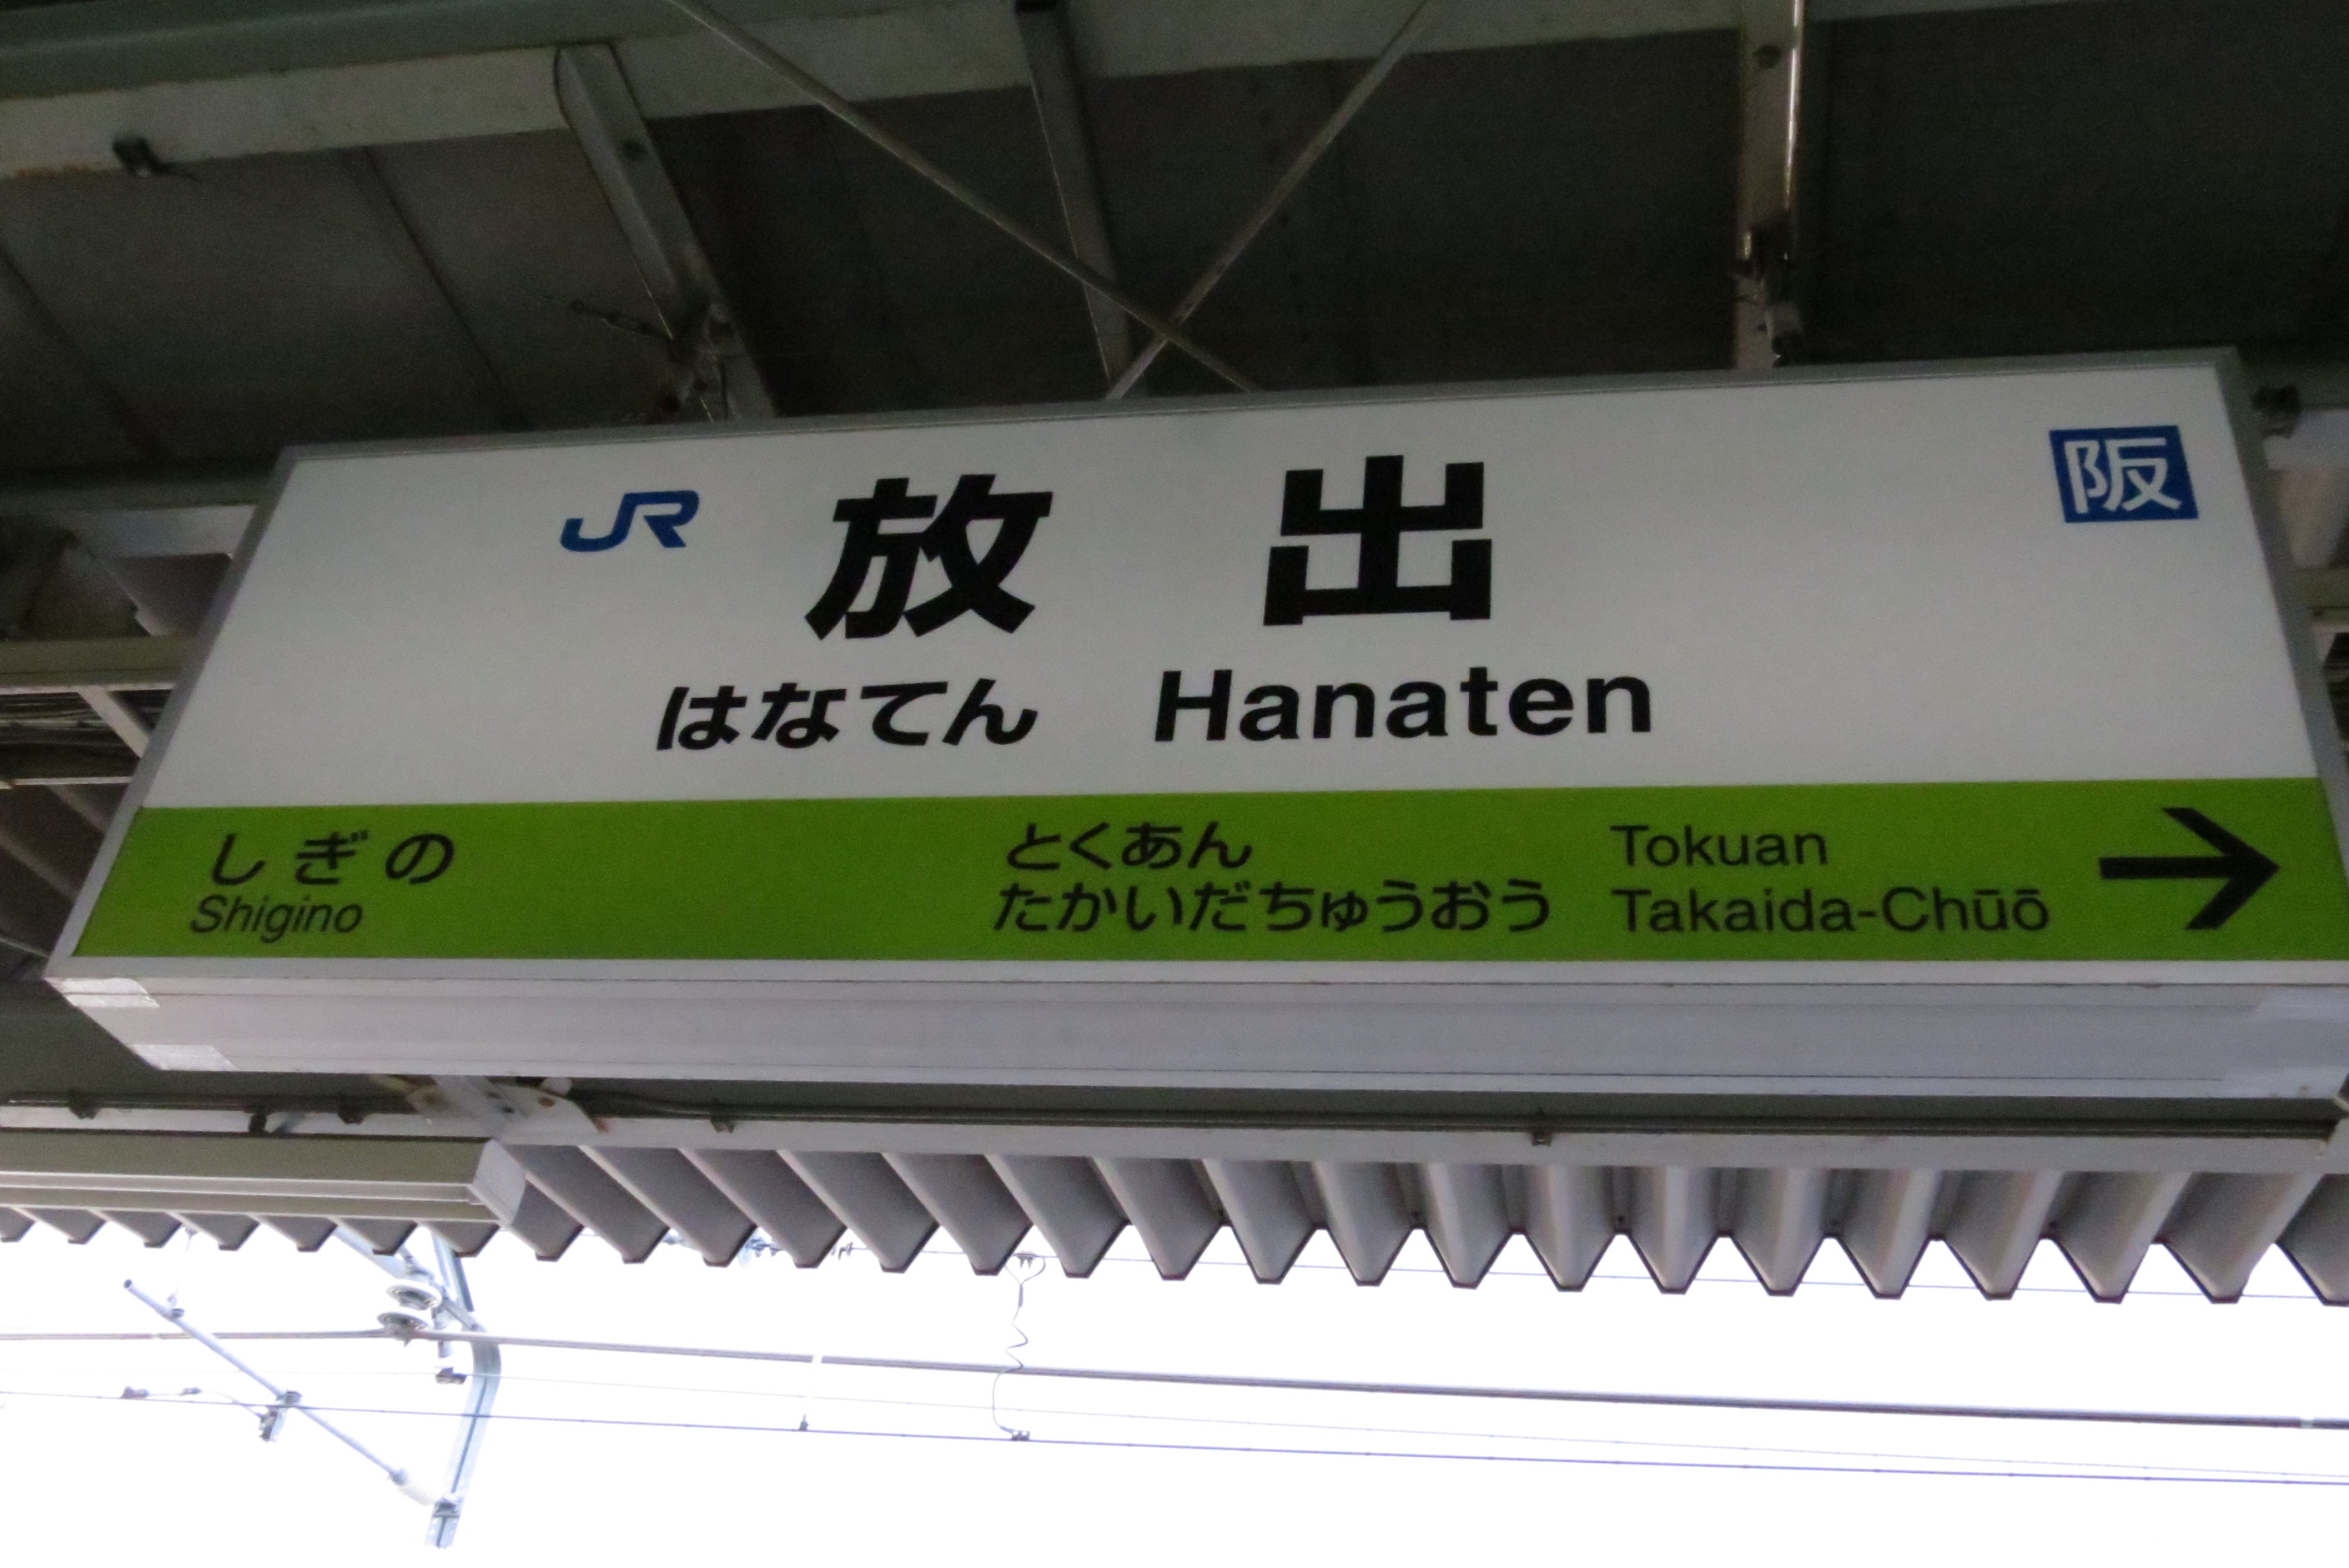 JR 放出 阪
はなてん Hanaten
しぎの
Shigino
とくあん Tokuan
たかいだちゅうおう Takaida-Chūō →